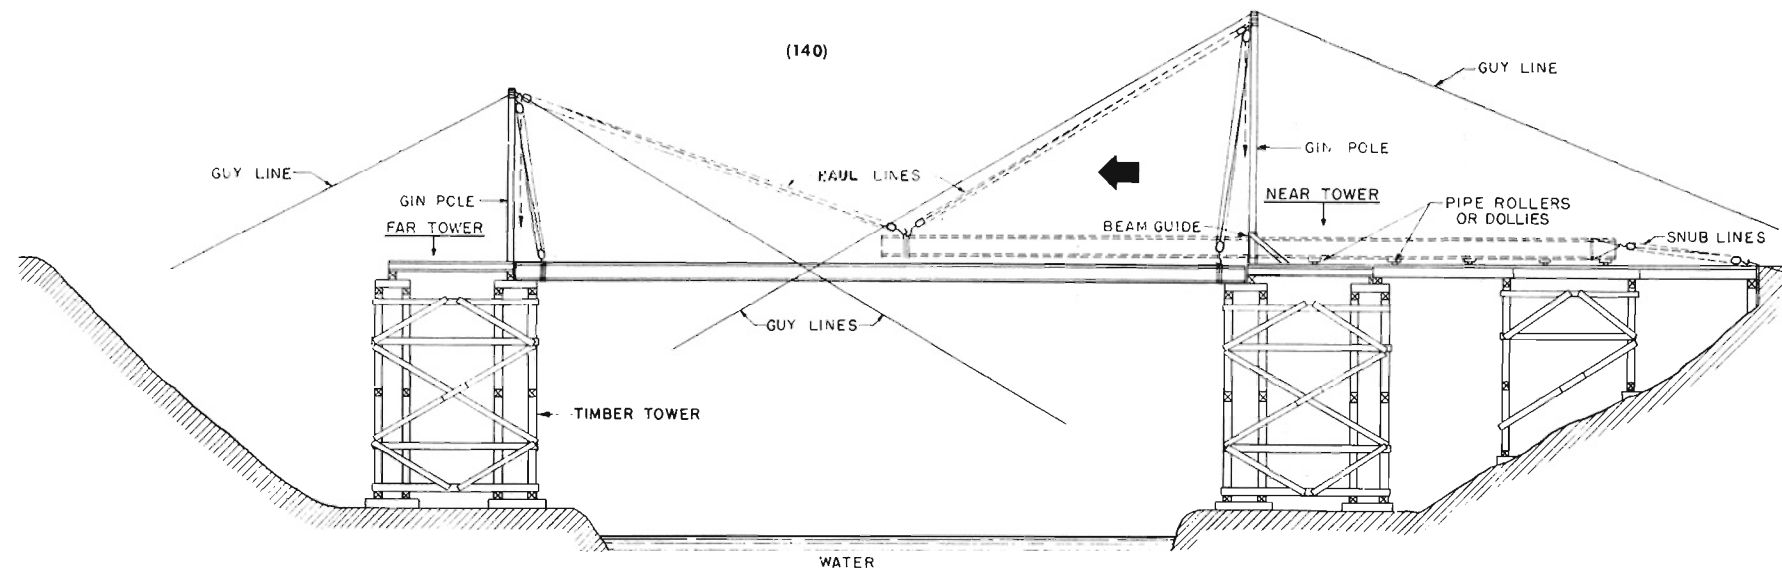 (140)
GUY LINE
GUY LINE
HAUL LINES
GIN POLE
GIN POLE
NEAR TOWER
PIPE ROLLERS
OR DOLLIES
FAR TOWER
BEAM GUIDE
SNUB LINES
GUY LINES
TIMBER TOWER
WATER